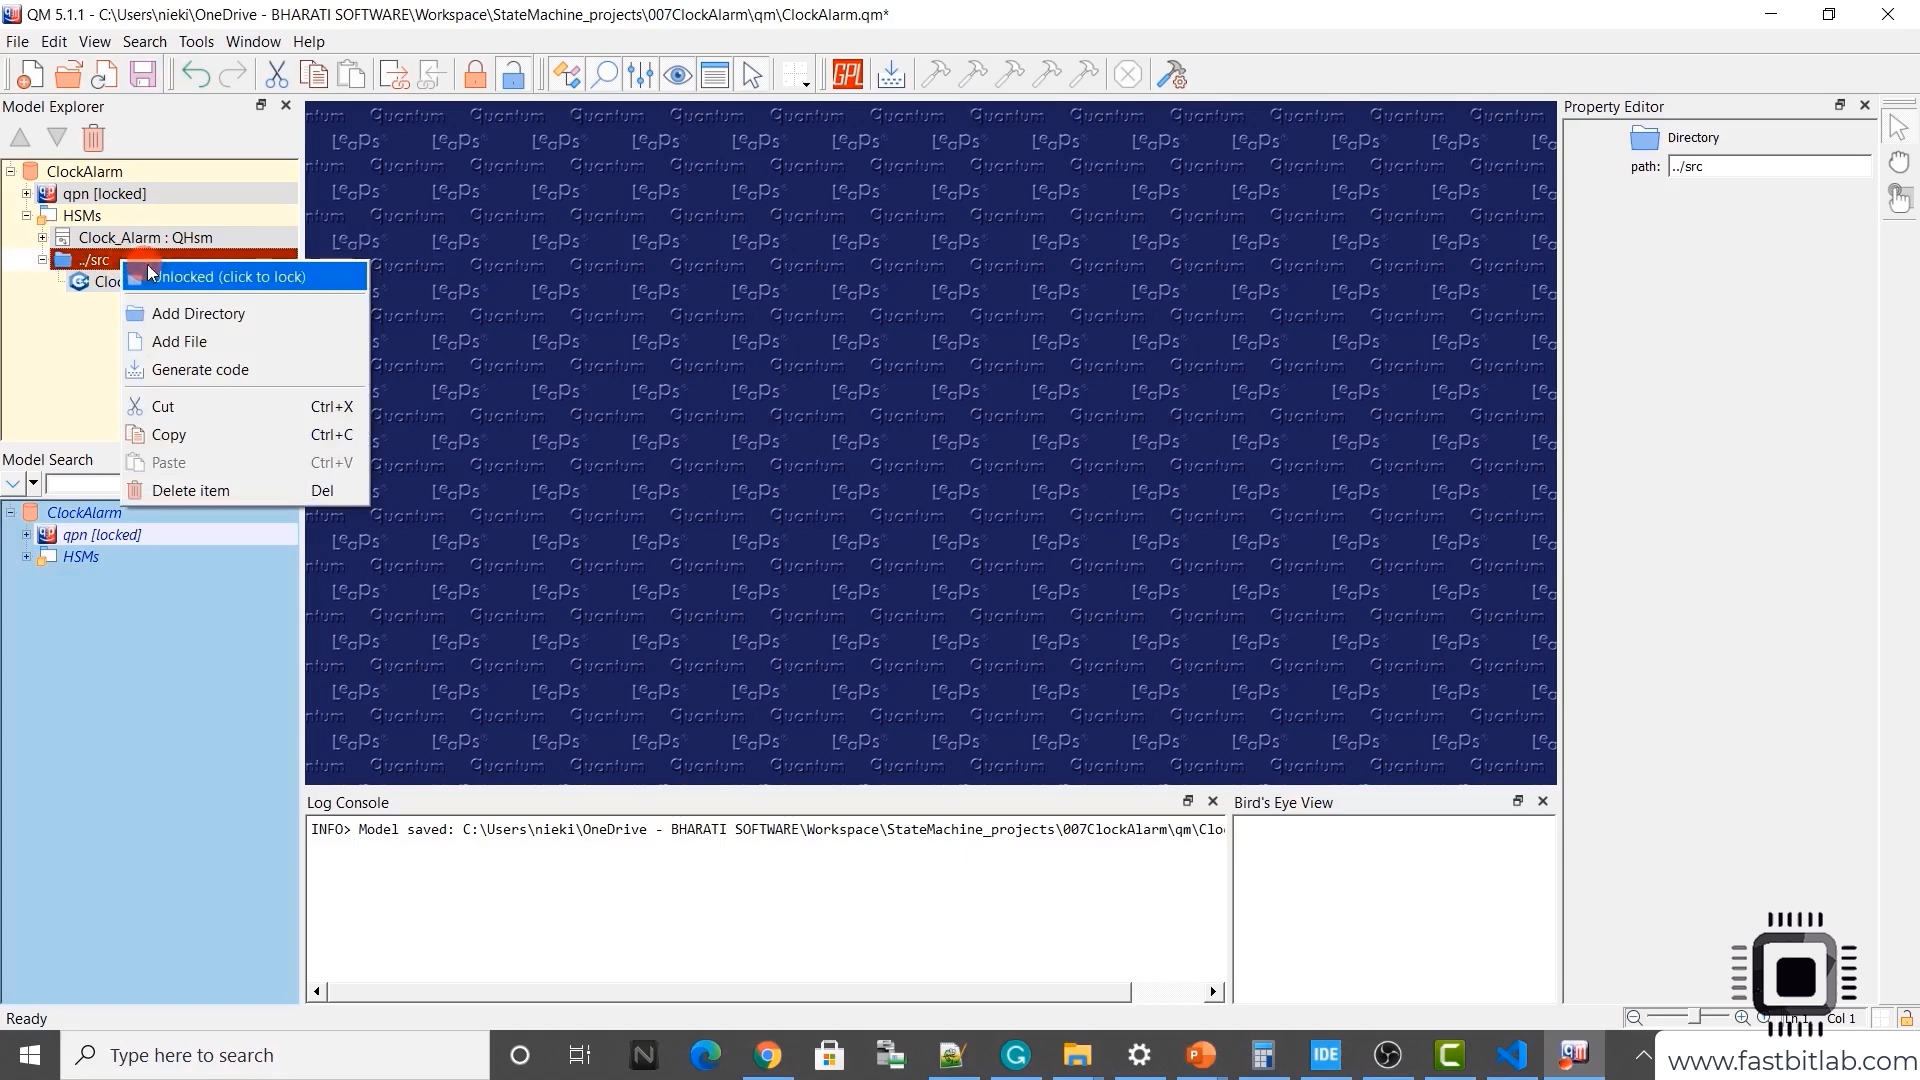 QM 5.1.1 - C:\Users\nieki\OneDrive - BHARATI SOFTWARE\Workspace\StateMachine_projects\007ClockAlarm\qm\ClockAlarm.qm*
File Edit View Search Tools Window Help
GPL
Model Explorer
ClockAlarm
qpn [locked]
HSMs
Clock_Alarm : QHsm
../src
Unlocked (click to lock)
Add Directory
Add File
Generate code
Cut Ctrl+X
Copy Ctrl+C
Paste Ctrl+V
Delete item Del
Model Search
ClockAlarm
qpn [locked]
HSMs
Quantum Leaps
Log Console
INFO> Model saved: C:\Users\nieki\OneDrive - BHARATI SOFTWARE\Workspace\StateMachine_projects\007ClockAlarm\qm\Clo
Bird's Eye View
Property Editor
Directory
path: ../src
Ready
Col 1
Type here to search
IDE
qm
www.fastbitlab.com